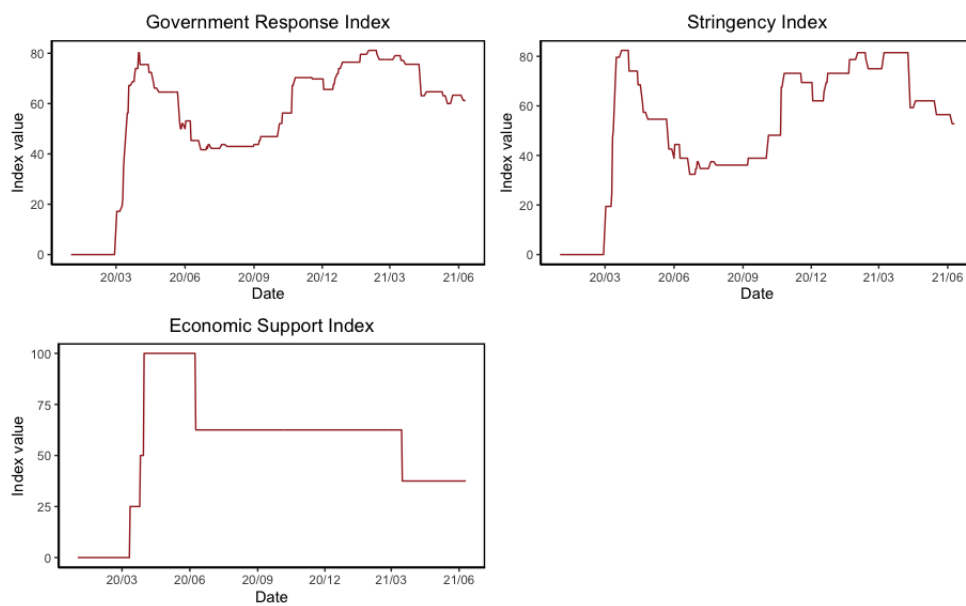 Government Response Index
80
60
40
20
0
Index value
20/03 20/06 20/09 20/12 21/03 21/06
Date
Stringency Index
80
60
40
20
0
Index value
20/03 20/06 20/09 20/12 21/03 21/06
Date
Economic Support Index
100
75
50
25
0
Index value
20/03 20/06 20/09 20/12 21/03 21/06
Date